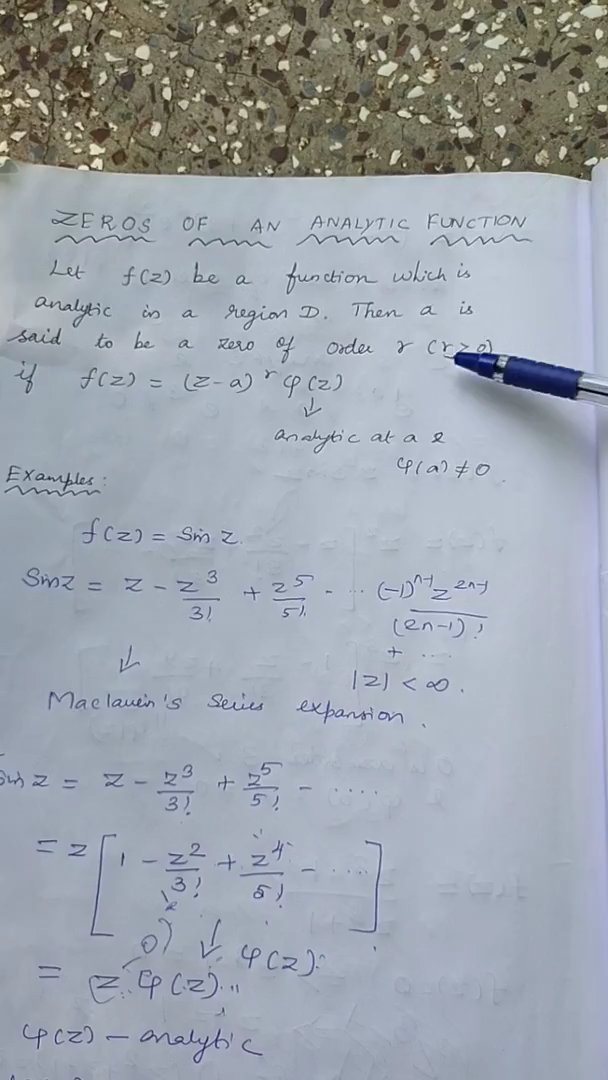 ZEROS OF AN ANALYTIC FUNCTION
Let f(z) be a function which is
analytic in a region D. Then a is
said to be a zero of order r (r>0)
if f(z) = (z-a)^r φ(z)
↓
analytic at a &
φ(a) ≠ 0.
Examples:
f(z) = Sin z.
Sinz = z - z^3/3! + z^5/5! - ... (-1)^(n-1) z^(2n-1)/(2n-1)!
+ ...
↓ |z| < ∞.
Maclaurin's Series expansion.
Sin z = z - z^3/3! + z^5/5! - ....
= z [1 - z^2/3! + z^4/5! - ....]
↓ φ(z).
= z φ(z)
φ(z) - analytic